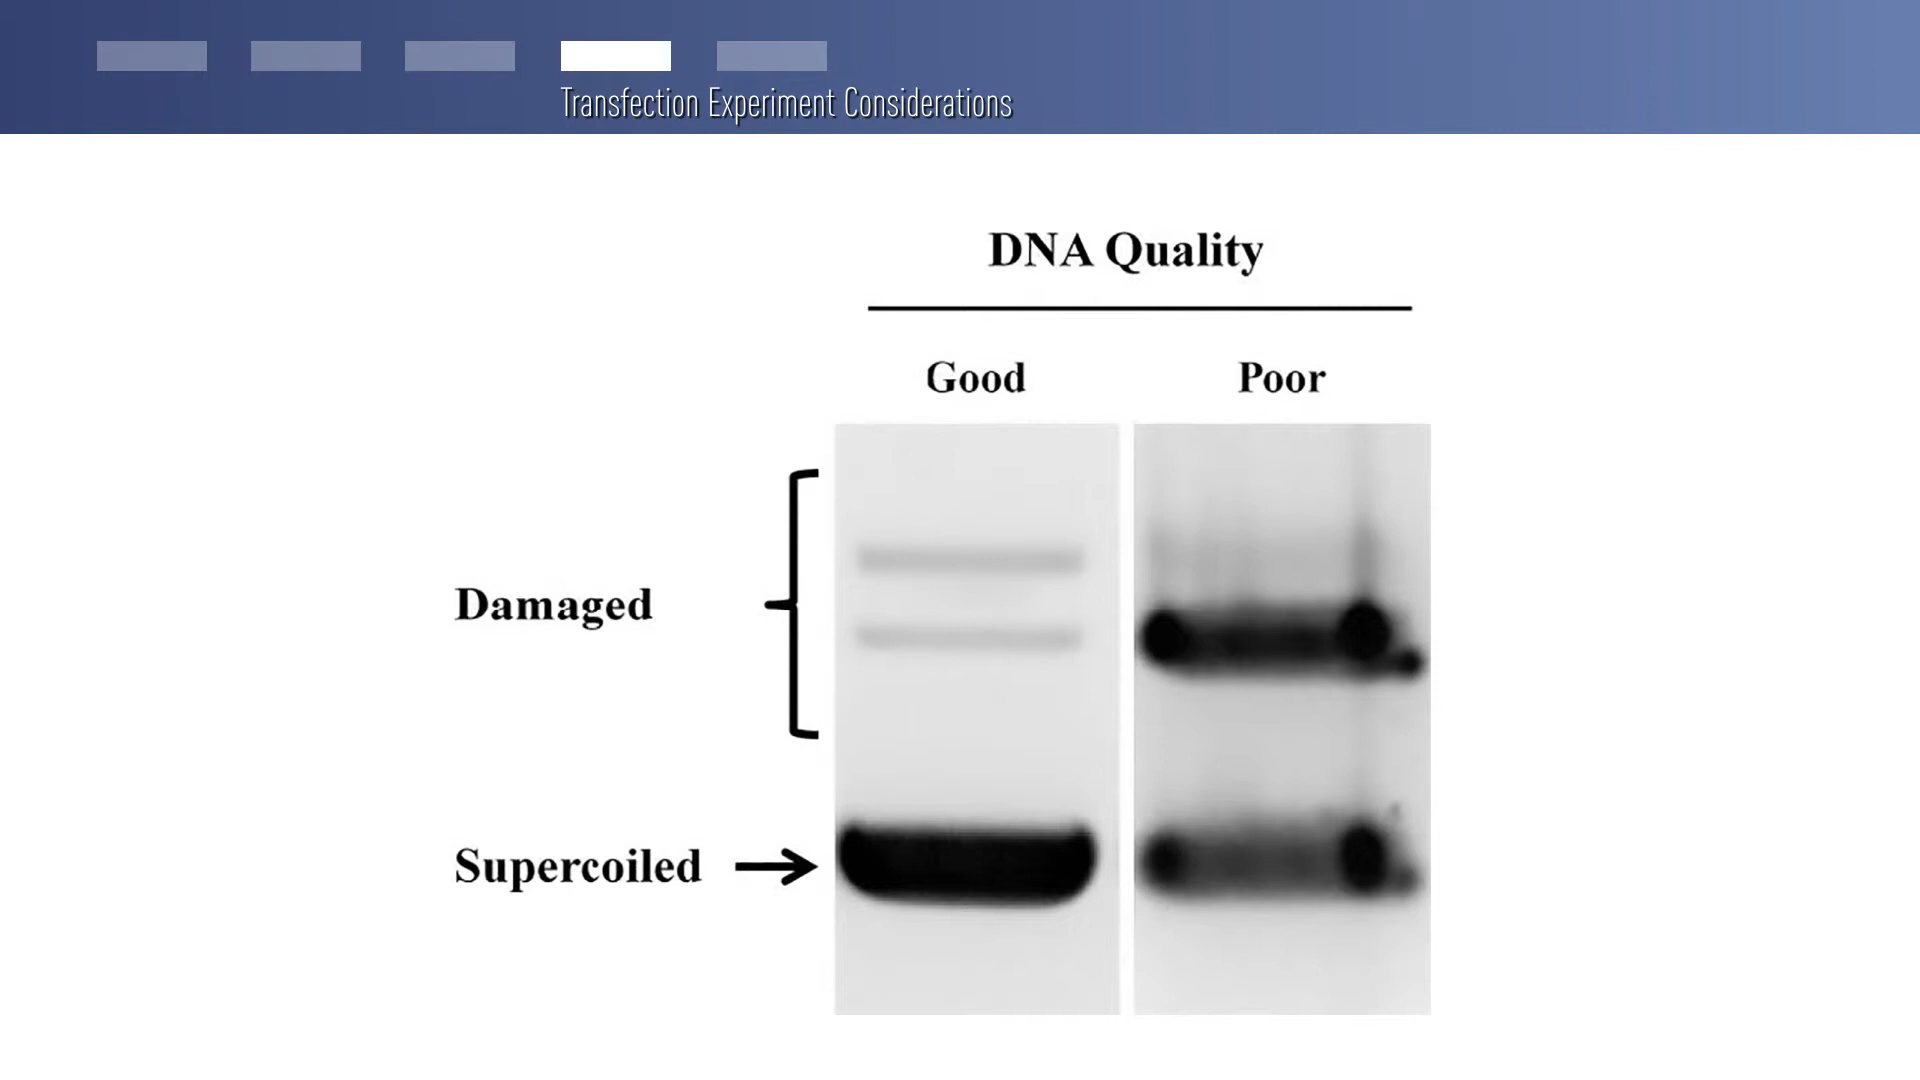 Transfection Experiment Considerations
DNA Quality
Good
Poor
Damaged
Supercoiled